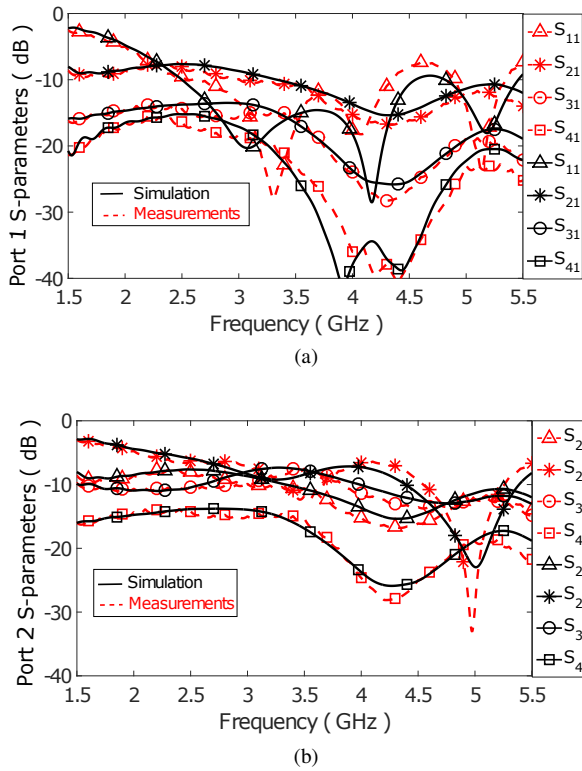 Port 1 S-parameters ( dB )
0
-10
-20
-30
-40
Simulation
Measurements
1.5 2 2.5 3 3.5 4 4.5 5 5.5
Frequency ( GHz )
S11
S21
S31
S41
S11
S21
S31
S41
(a)
Port 2 S-parameters ( dB )
0
-10
-20
-30
-40
Simulation
Measurements
1.5 2 2.5 3 3.5 4 4.5 5 5.5
Frequency ( GHz )
S2
S2
S3
S4
S2
S2
S3
S4
(b)